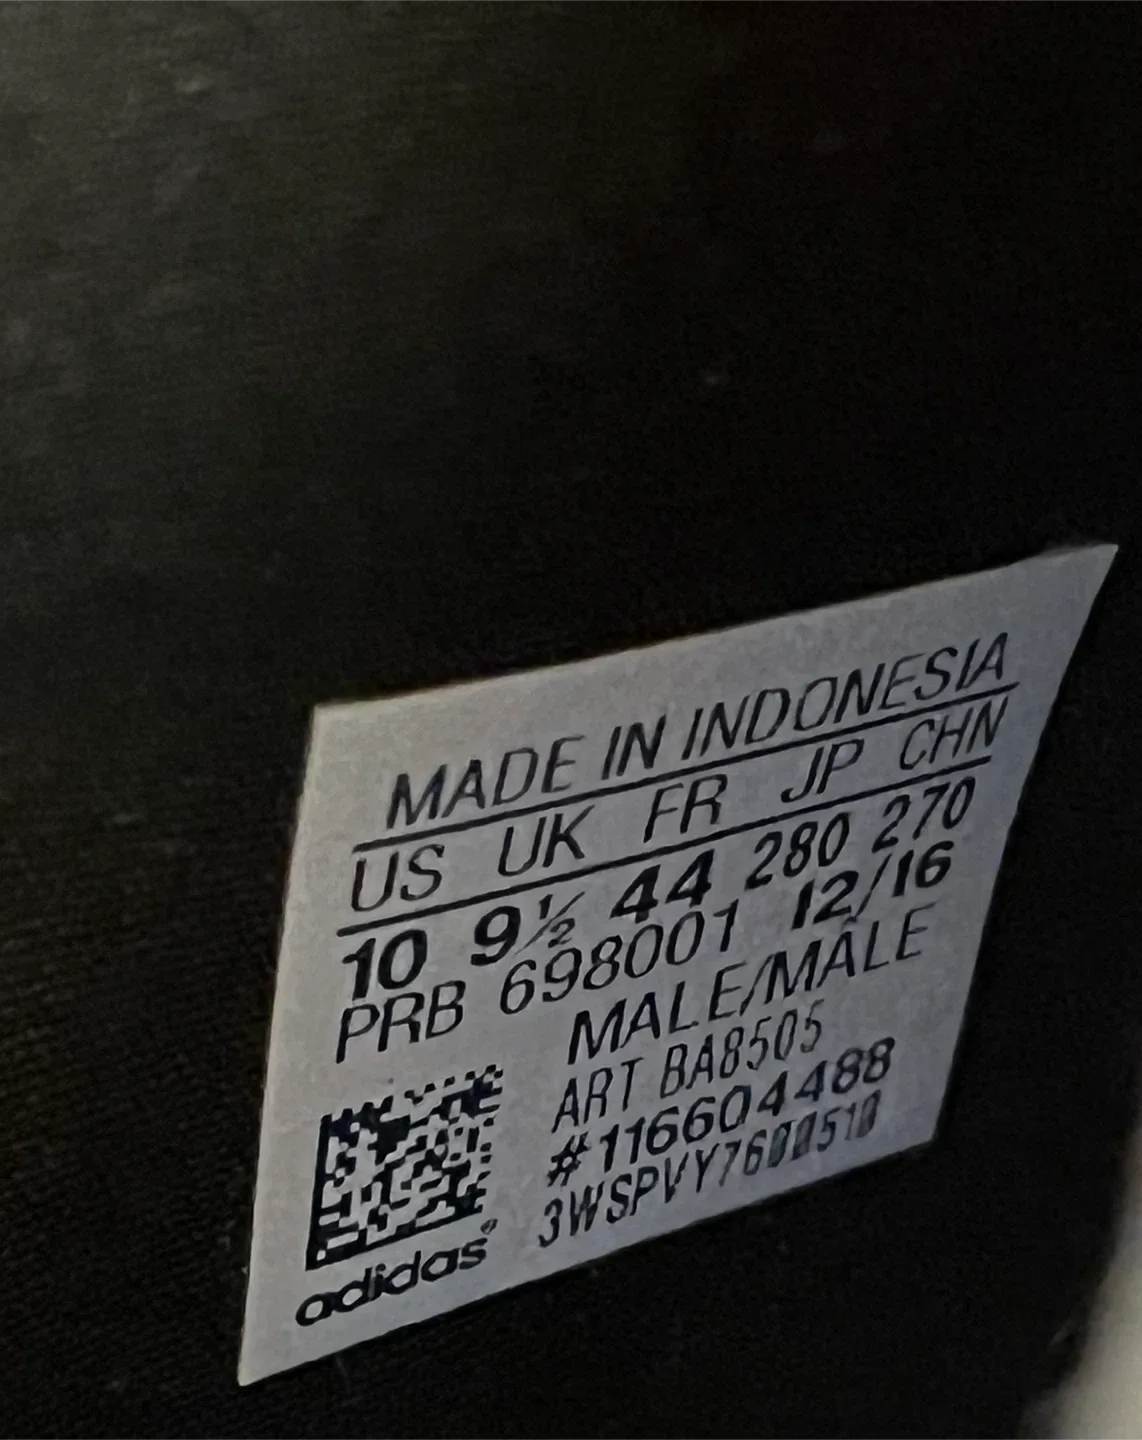 MADE IN INDONESIA
US UK FR JP CHN
10 9½ 44 280 270
PRB 698001 12/16
MALE/MÂLE
ART BA8505
#116604488
3WSPVY7600510
adidas®